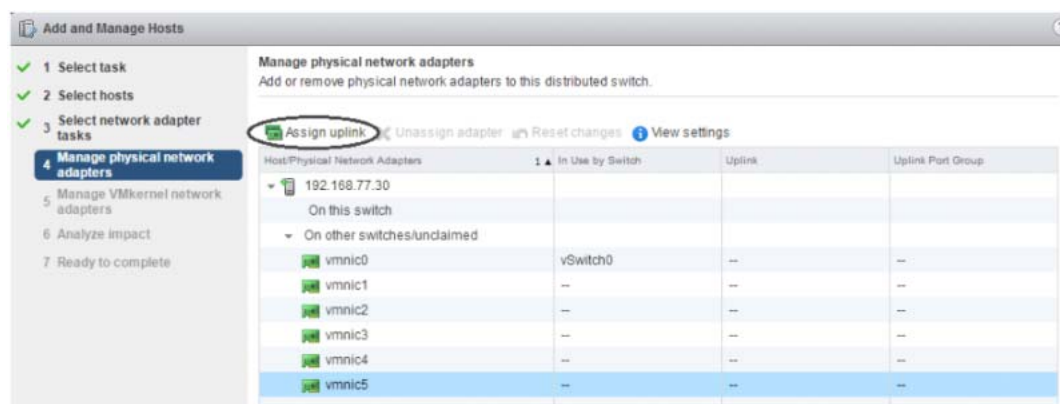 Add and Manage Hosts
1 Select task
2 Select hosts
3 Select network adapter
tasks
4 Manage physical network
adapters
5 Manage VMkernel network
adapters
6 Analyze impact
7 Ready to complete
Manage physical network adapters
Add or remove physical network adapters to this distributed switch.
Assign uplink Unassign adapter Reset changes View settings
Host/Physical Network Adapters 1 ▲ In Use by Switch Uplink Uplink Port Group
192.168.77.30
On this switch
On other switches/unclaimed
vmnic0 vSwitch0 -- --
vmnic1 -- -- --
vmnic2 -- -- --
vmnic3 -- -- --
vmnic4 -- -- --
vmnic5 -- -- --